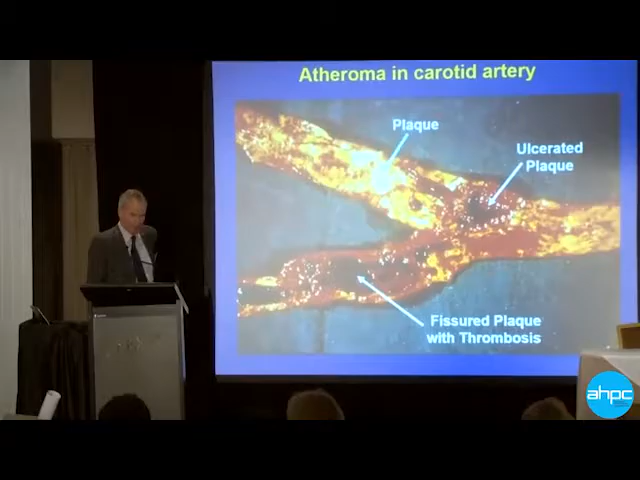 Atheroma in carotid artery
Plaque
Ulcerated
Plaque
Fissured Plaque
with Thrombosis
ahpc